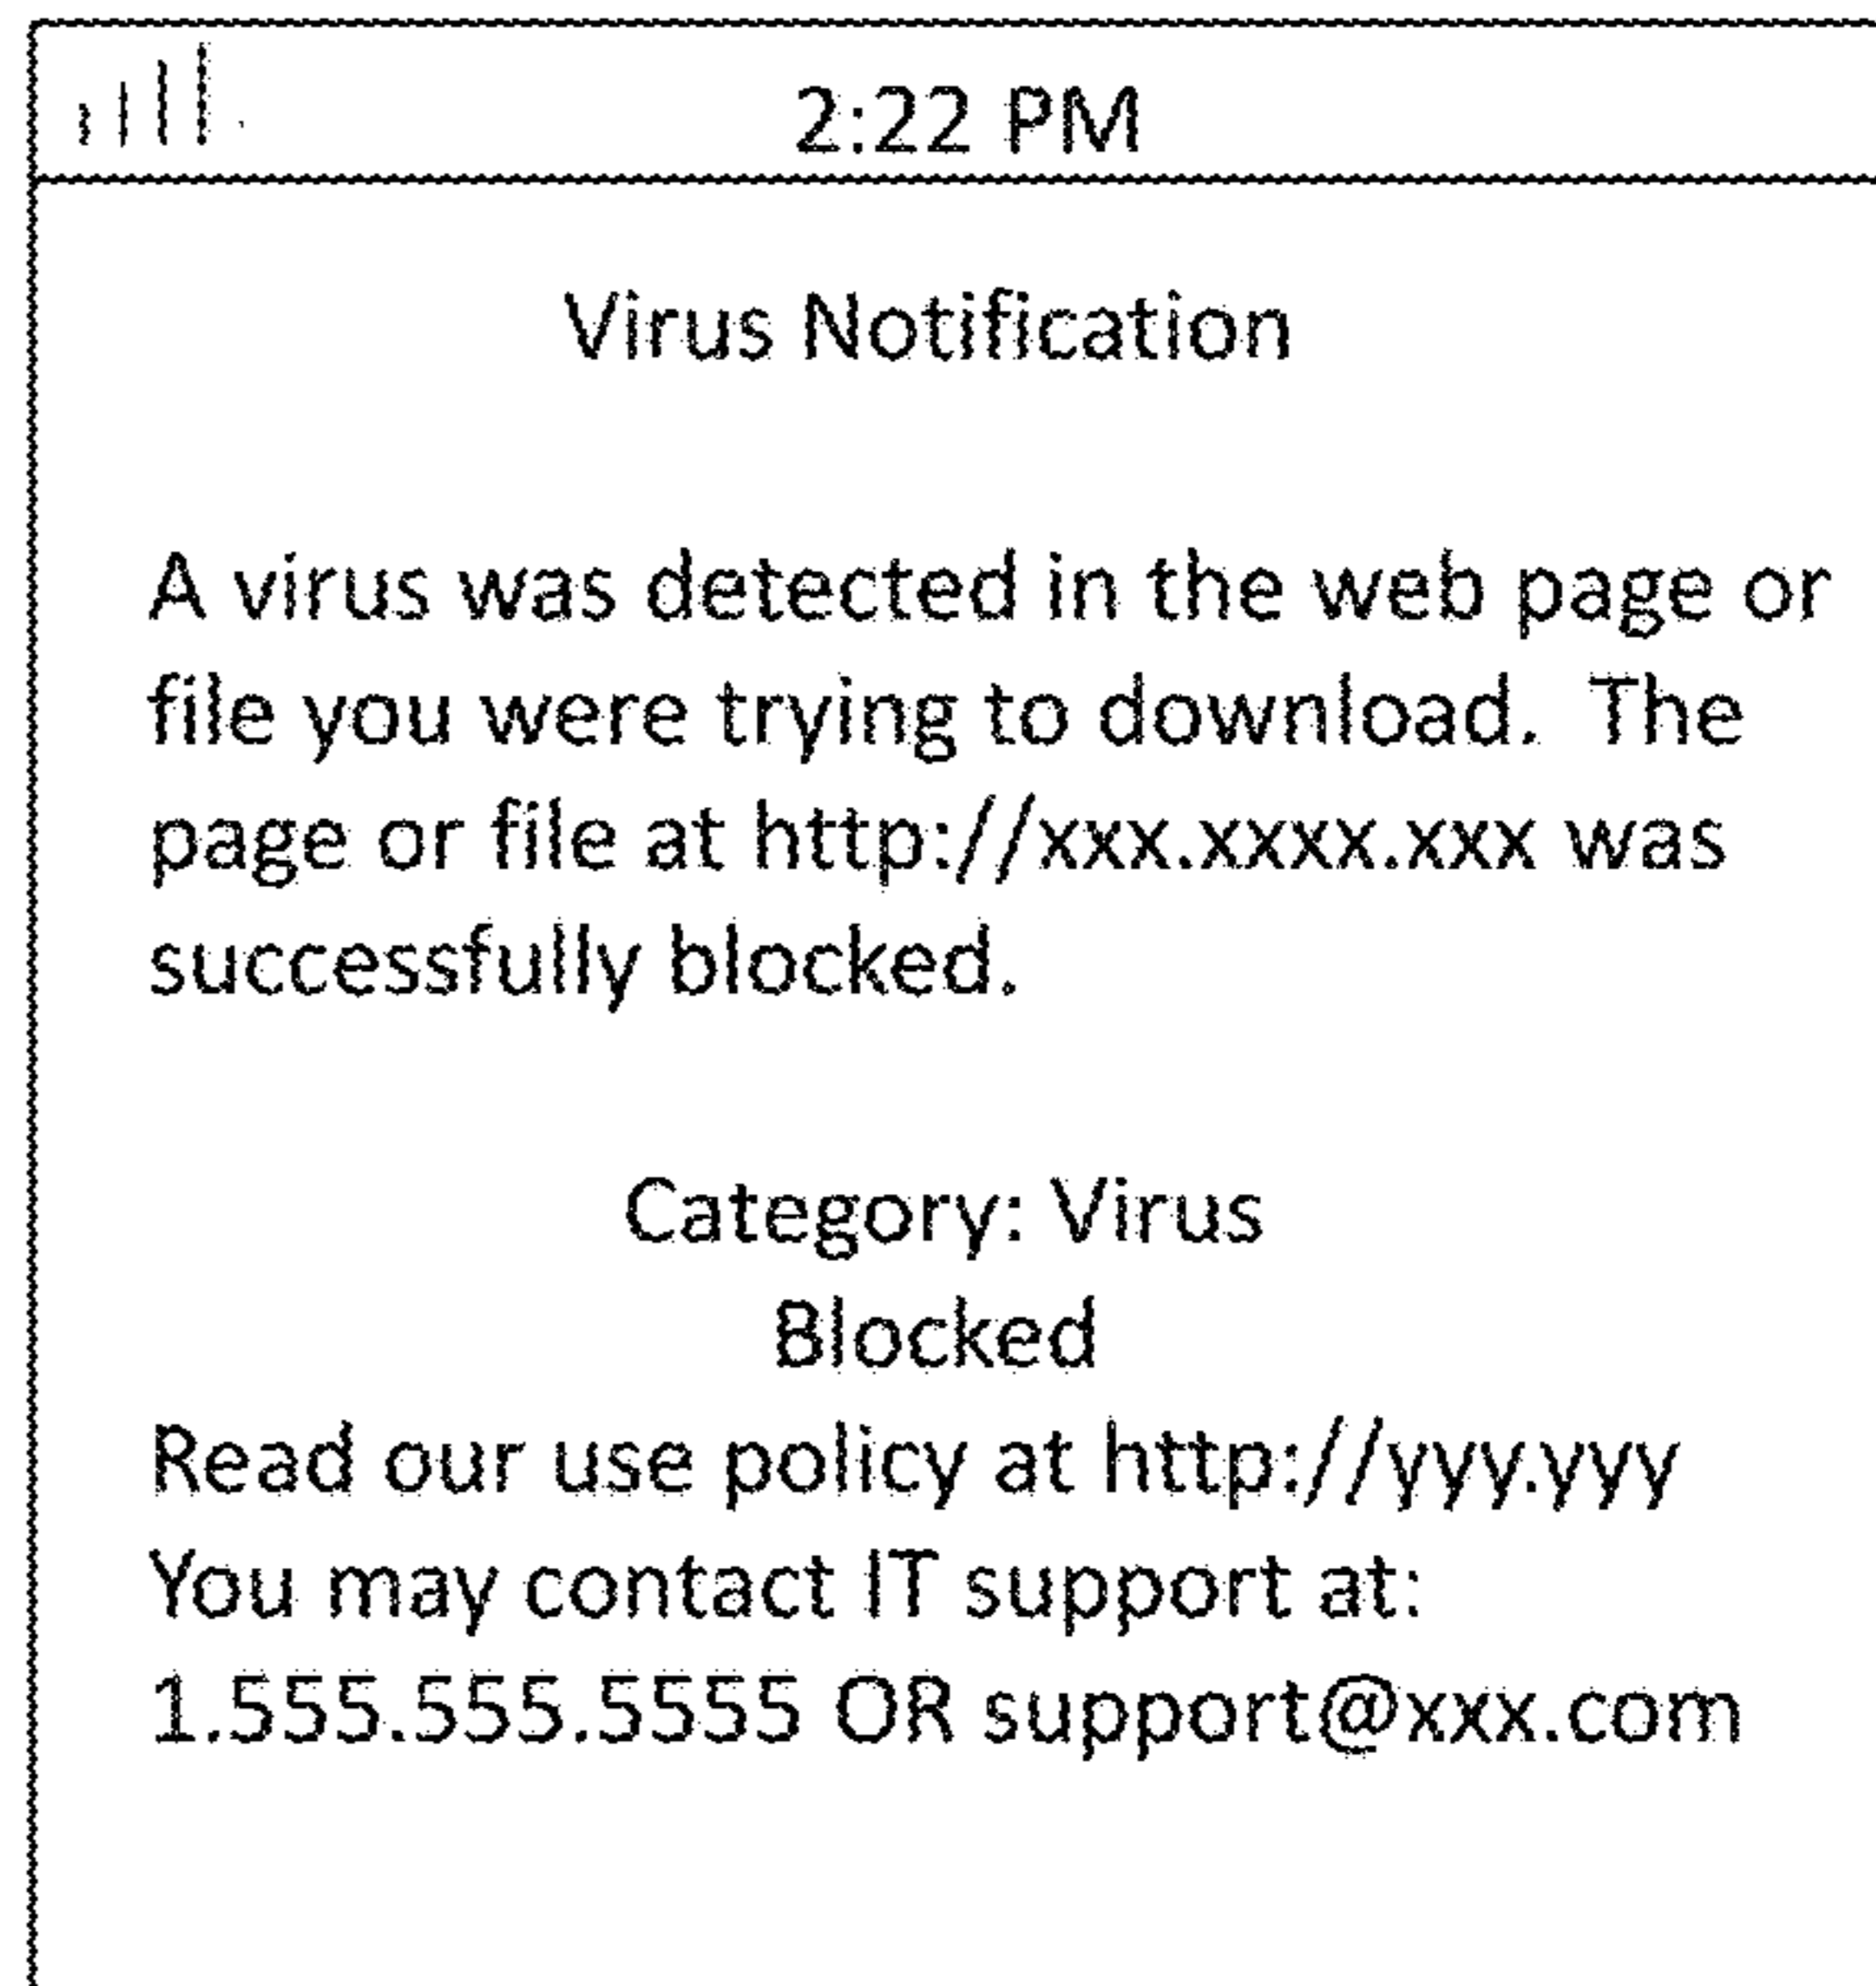 2:22 PM
Virus Notification
A virus was detected in the web page or
file you were trying to download.  The
page or file at http://xxx.xxxx.xxx was
successfully blocked.
Category: Virus
Blocked
Read our use policy at http://yyy.yyy
You may contact IT support at:
1.555.555.5555 OR support@xxx.com